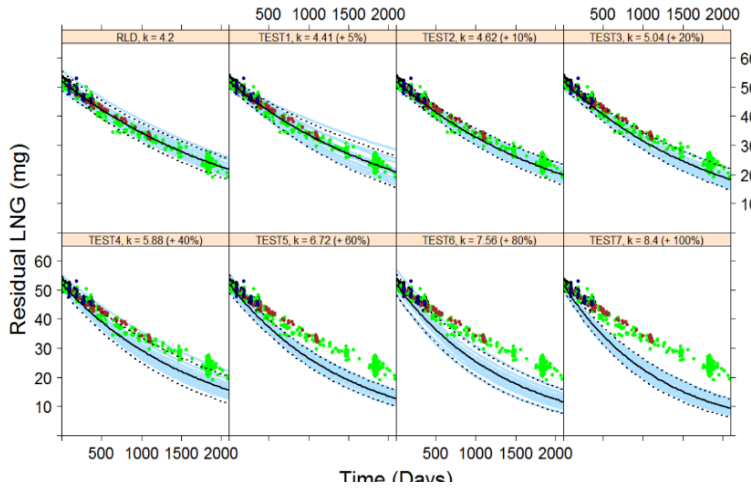 500 1000 1500 2000 500 1000 1500 2000
RLD, k = 4.2 TEST1, k = 4.41 (+ 5%) TEST2, k = 4.62 (+ 10%) TEST3, k = 5.04 (+ 20%)
60
50
40
30
20
10
TEST4, k = 5.88 (+ 40%) TEST5, k = 6.72 (+ 60%) TEST6, k = 7.56 (+ 80%) TEST7, k = 8.4 (+ 100%)
60
50
40
30
20
10
Residual LNG (mg)
500 1000 1500 2000 500 1000 1500 2000
Time (Days)